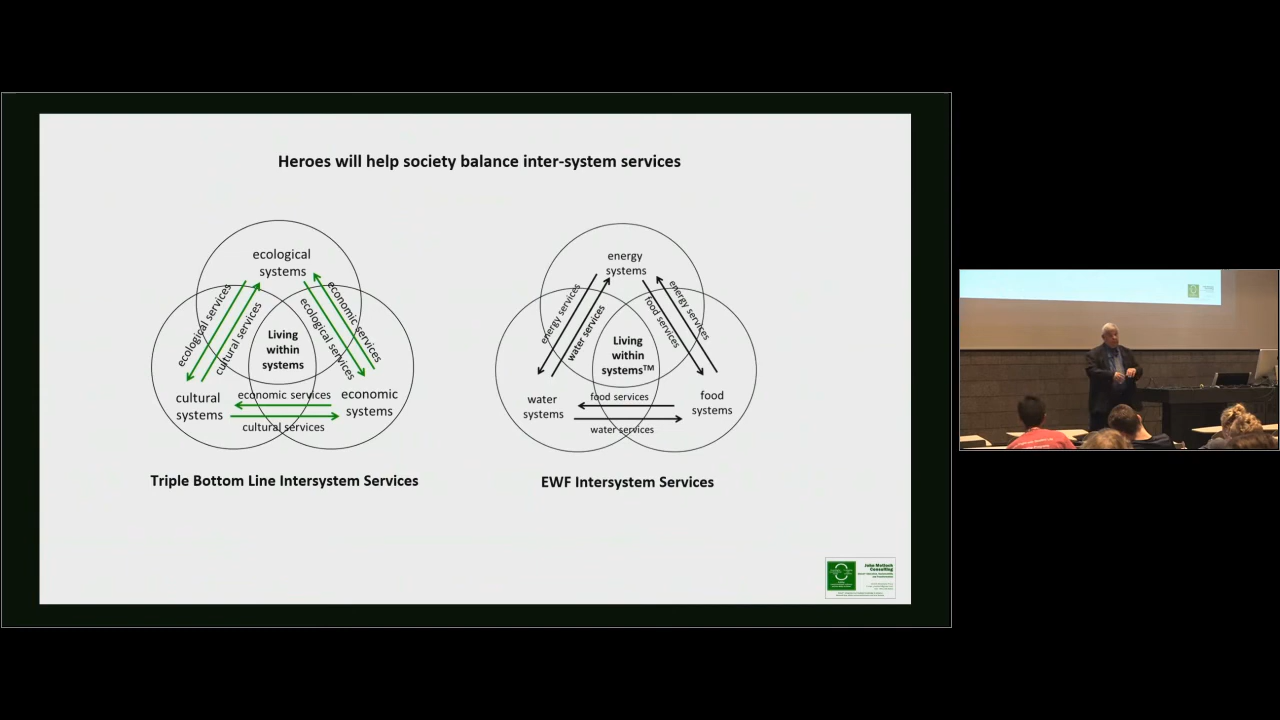 Heroes will help society balance inter-system services
ecological
systems
ecological services
cultural services
ecological services
economic services
Living
within
systems
cultural
systems
economic services
cultural services
economic
systems
Triple Bottom Line Intersystem Services
energy
systems
energy services
water services
food services
energy services
Living
within
systems™
water
systems
food services
water services
food
systems
EWF Intersystem Services
John Matlock
Consulting